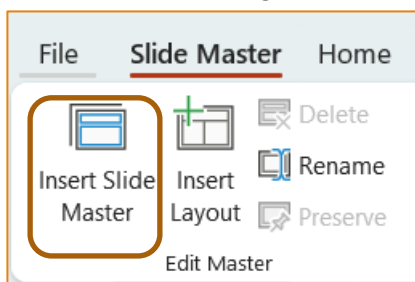 File Slide Master Home
Insert Slide
Master
Insert
Layout
Delete
Rename
Preserve
Edit Master